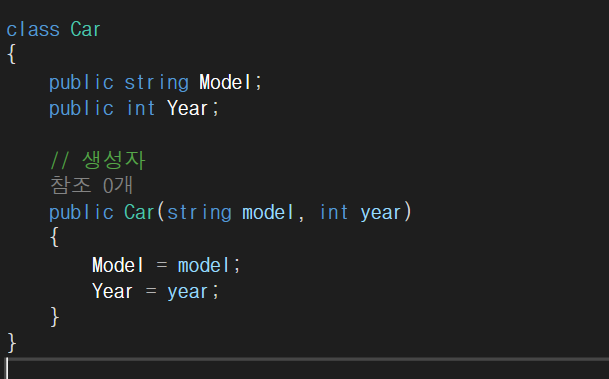 class Car
{
    public string Model;
    public int Year;

    // 생성자
    참조 0개
    public Car(string model, int year)
    {
        Model = model;
        Year = year;
    }
}